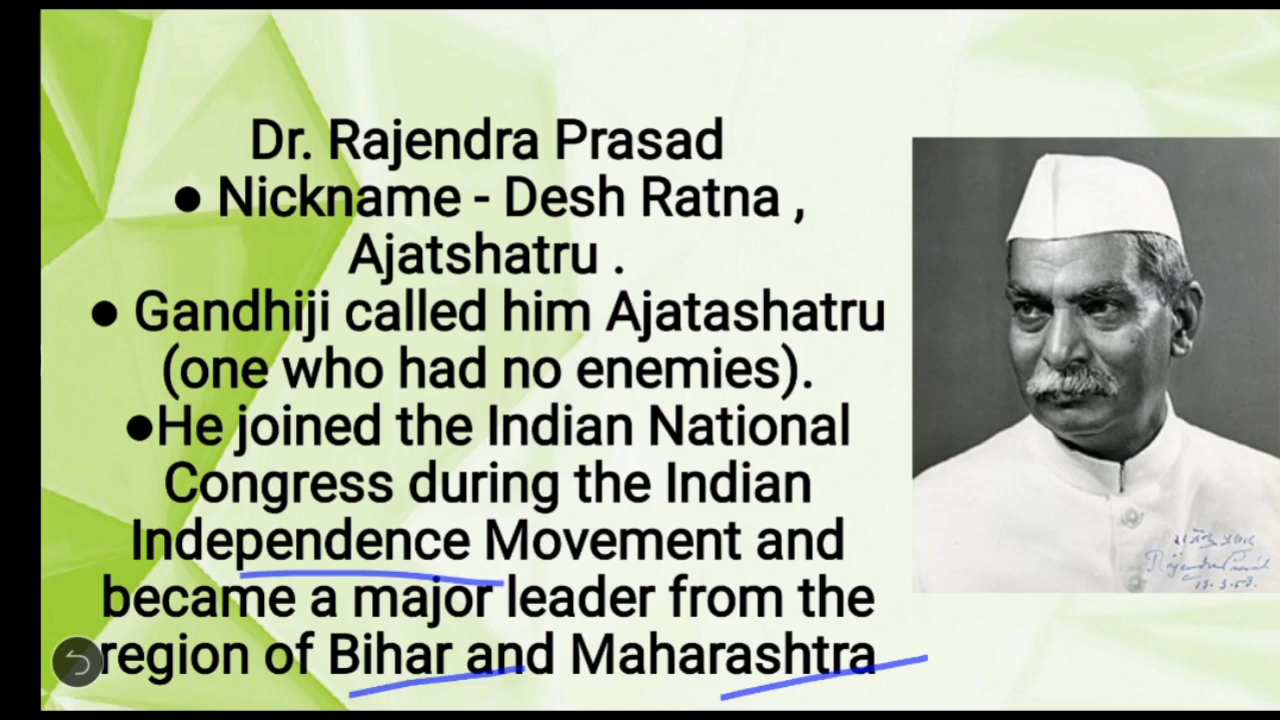 Dr. Rajendra Prasad
● Nickname - Desh Ratna ,
Ajatshatru .
● Gandhiji called him Ajatashatru
(one who had no enemies).
●He joined the Indian National
Congress during the Indian
Independence Movement and
became a major leader from the
region of Bihar and Maharashtra